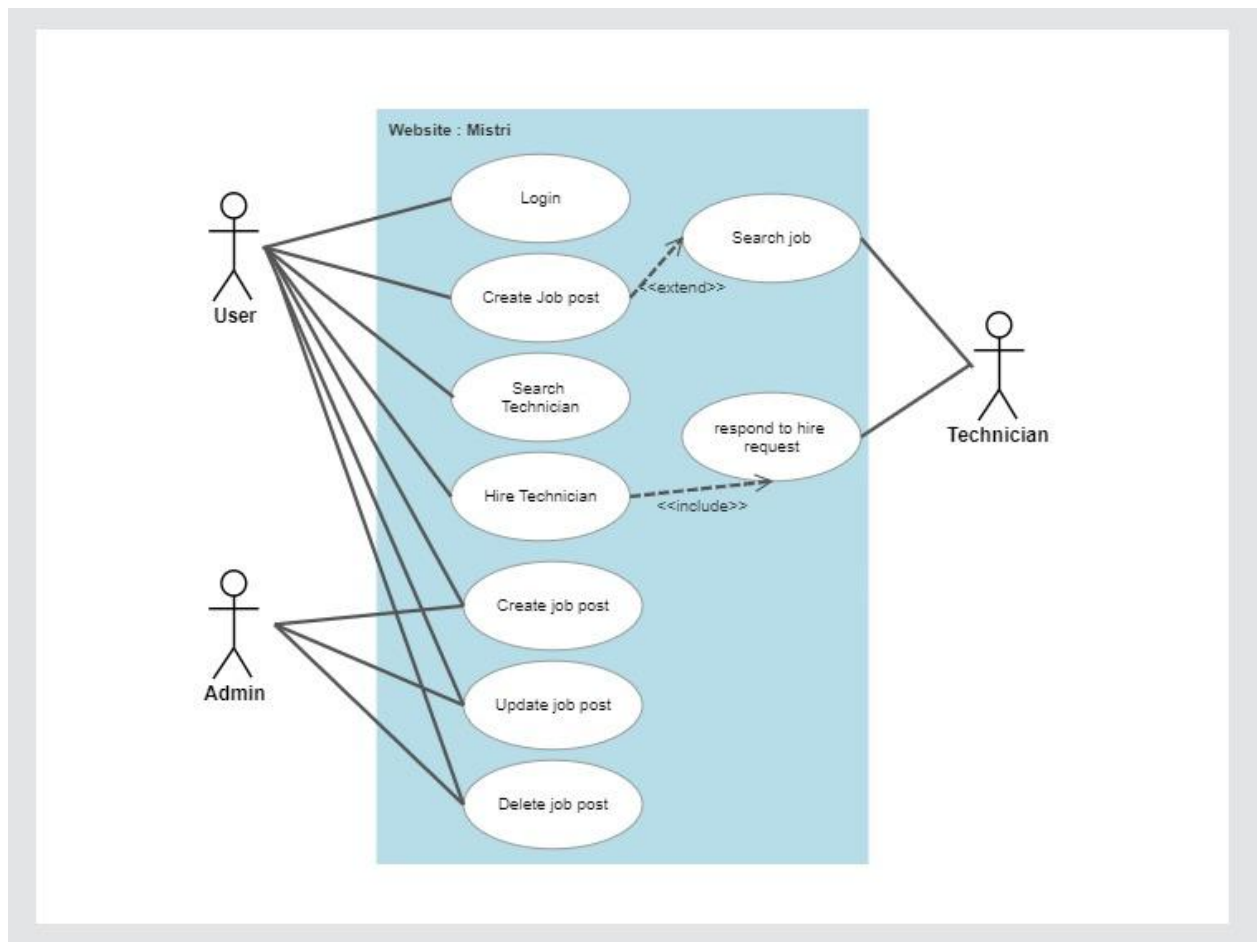 Website : Mistri
Login
Search job
Create Job post
<<extend>>
User
Search
Technician
Technician
respond to hire
request
Hire Technician
<<include>>
Create job post
Admin
Update job post
Delete job post